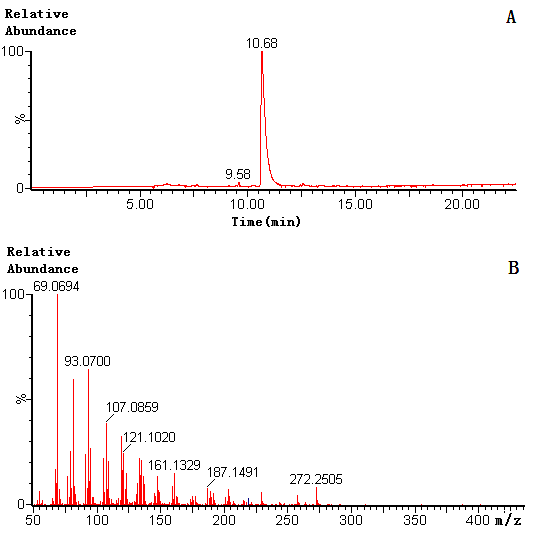 Relative
Abundance
A
100
10.68
%
9.58
0
5.00 10.00 15.00 20.00
Time(min)
Relative
Abundance
B
69.0694
100
93.0700
107.0859
%
121.1020
161.1329
187.1491
272.2505
0
50 100 150 200 250 300 350 400 m/z